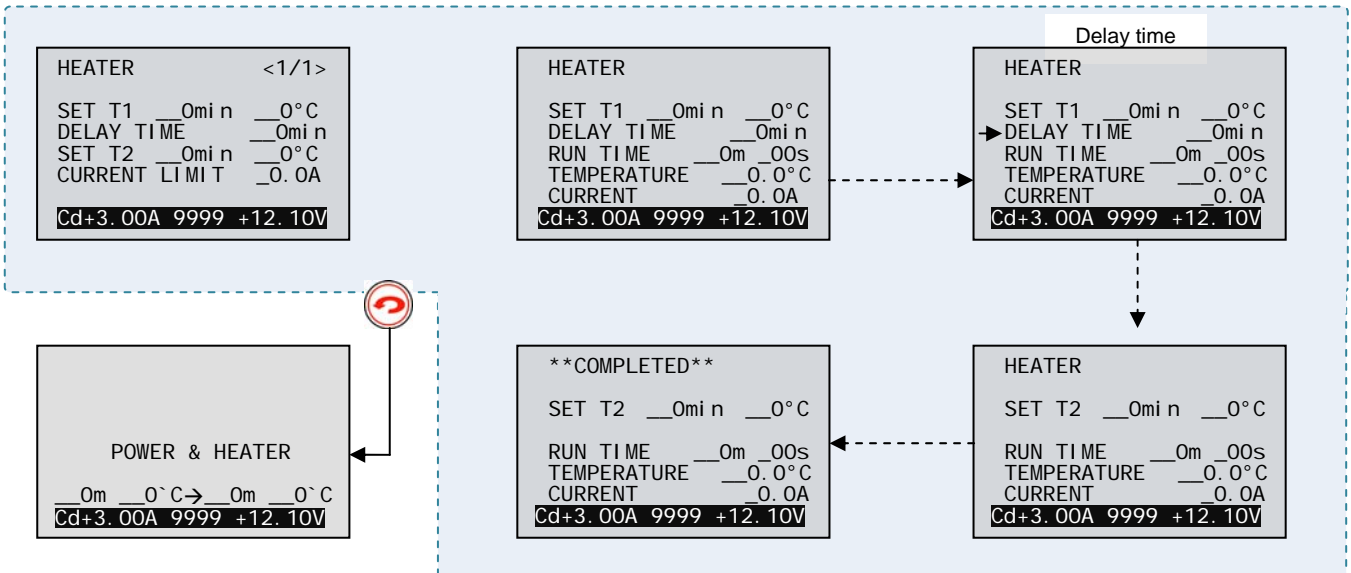 Delay time
HEATER <1/1>
SET T1 __0min __0°C
DELAY TIME __0min
SET T2 __0min __0°C
CURRENT LIMIT _0.0A
Cd+3.00A 9999 +12.10V
HEATER
SET T1 __0min __0°C
DELAY TIME __0min
RUN TIME __0m _00s
TEMPERATURE __0.0°C
CURRENT _0.0A
Cd+3.00A 9999 +12.10V
HEATER
SET T1 __0min __0°C
DELAY TIME __0min
RUN TIME __0m _00s
TEMPERATURE __0.0°C
CURRENT _0.0A
Cd+3.00A 9999 +12.10V
POWER & HEATER
__0m __0`C→__0m __0`C
Cd+3.00A 9999 +12.10V
**COMPLETED**
SET T2 __0min __0°C
RUN TIME __0m _00s
TEMPERATURE __0.0°C
CURRENT _0.0A
Cd+3.00A 9999 +12.10V
HEATER
SET T2 __0min __0°C
RUN TIME __0m _00s
TEMPERATURE __0.0°C
CURRENT _0.0A
Cd+3.00A 9999 +12.10V